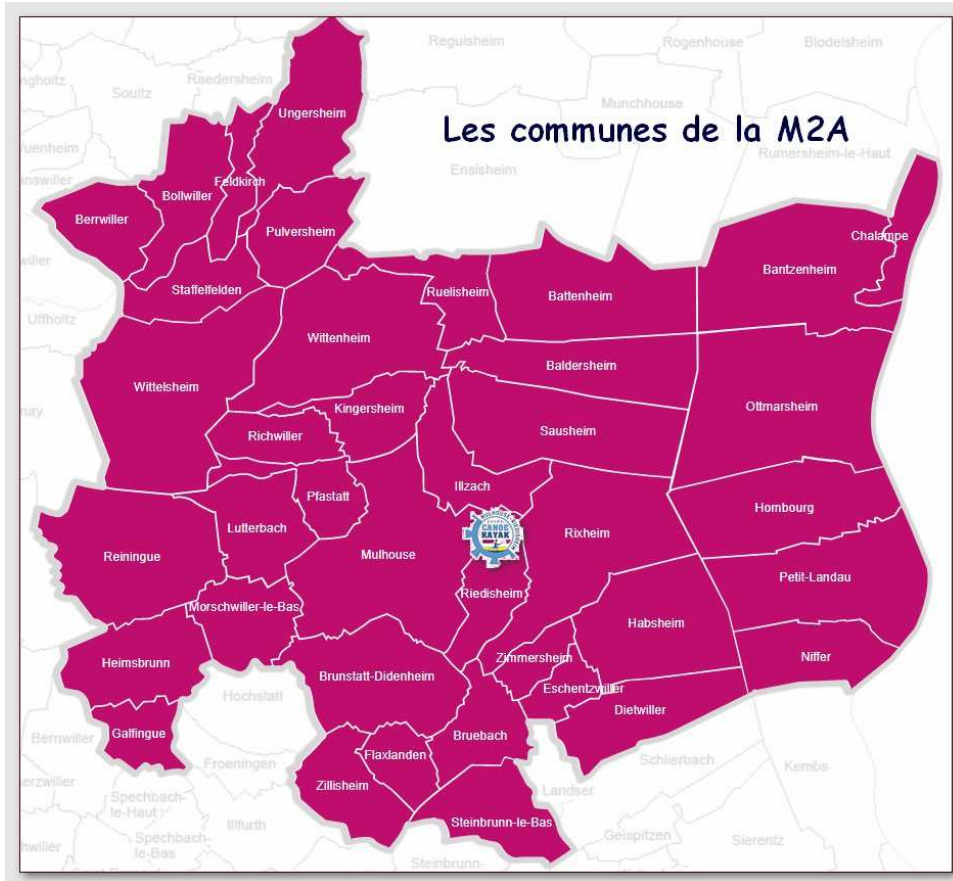 Reguisheim
Rogenhouse
Blodelsheim
Raedersheim
Soultz
Munchhouse
Ungersheim
Les communes de la M2A
Rumersheim-le-Haut
Ensisheim
Feldkirch
Bollwiller
Berrwiller
Pulversheim
Chalampe
Bantzenheim
Staffelfelden
Ruelisheim
Battenheim
Uffholtz
Wittenheim
Baldersheim
Wittelsheim
Kingersheim
Ottmarsheim
Richwiller
Sausheim
Illzach
Pfastatt
Hombourg
Lutterbach
CANOE
KAYAK
Rixheim
Reiningue
Mulhouse
Petit-Landau
Riedisheim
Morschwiller-le-Bas
Habsheim
Zimmersheim
Niffer
Heimsbrunn
Brunstatt-Didenheim
Eschentzwiller
Hochstatt
Dietwiller
Galfingue
Bernwiller
Bruebach
Flaxlanden
Schlierbach
Froeningen
Kembs
Zillisheim
Landser
Spechbach-
le-Haut
Illfurth
Steinbrunn-le-Bas
Geispitzen
Sierentz
Spechbach-
le-Bas
Steinbrunn-